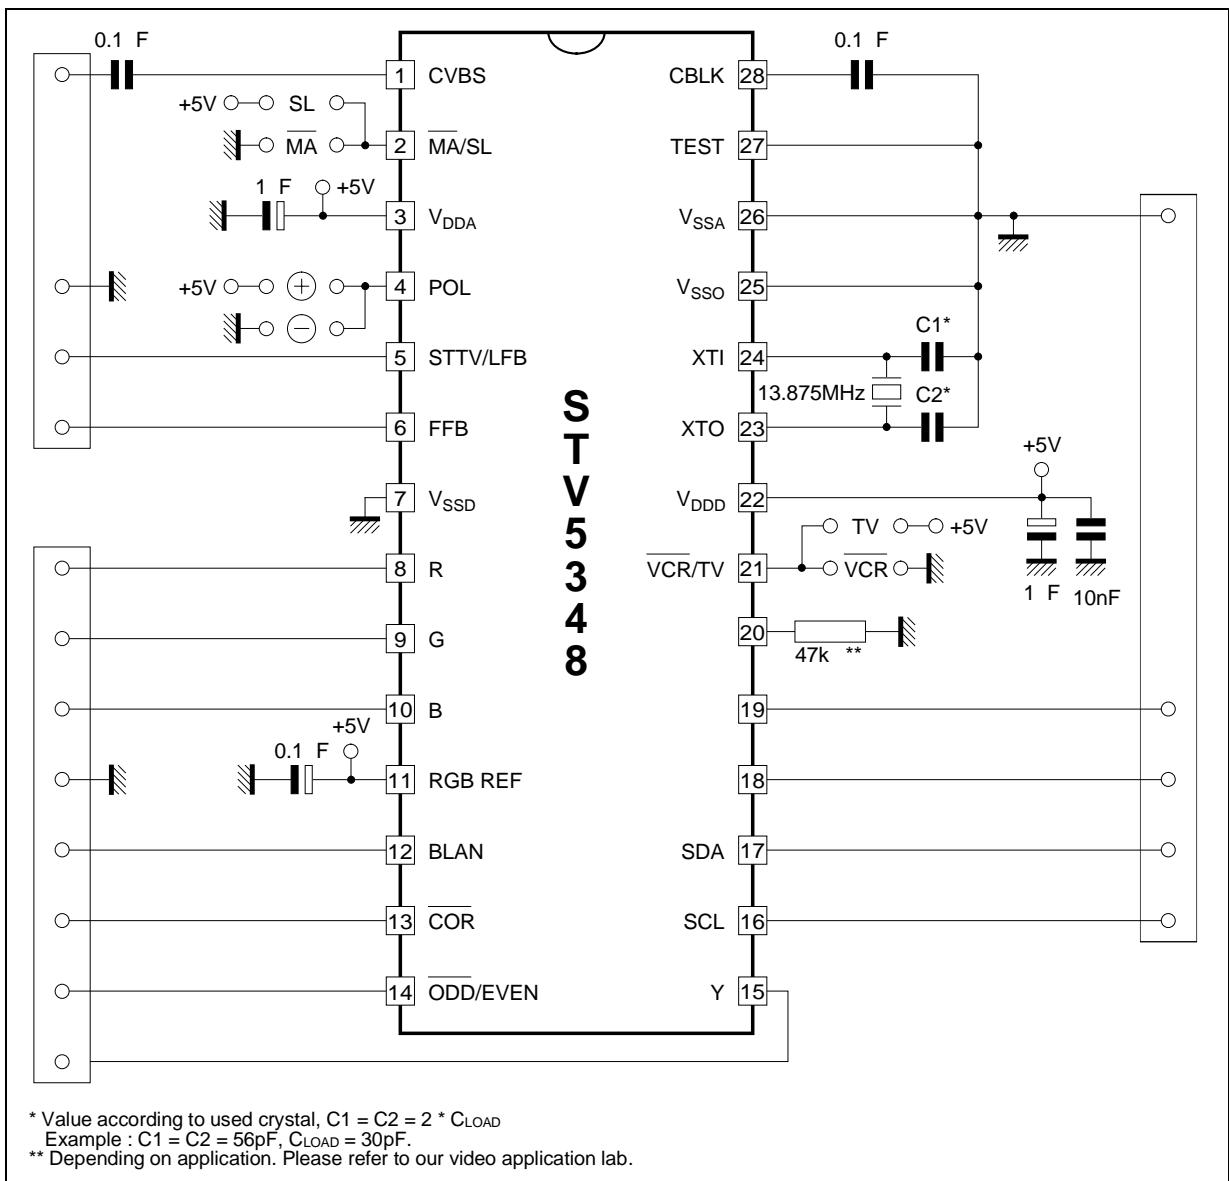 0.1 F
0.1 F
1 CVBS
CBLK 28
+5V SL
MA
2 MA/SL
TEST 27
1 F +5V
3 VDDA
VSSA 26
+5V + 4 POL
−
VSSO 25
C1*
5 STTV/LFB
XTI 24
13.875MHz C2*
S
T
V
5
3
4
8
6 FFB
XTO 23
+5V
7 VSSD
VDDD 22
TV +5V
8 R
VCR/TV 21 VCR
1 F 10nF
9 G
20
47k **
10 B
19
+5V
0.1 F
11 RGB REF
18
12 BLAN
SDA 17
13 COR
SCL 16
14 ODD/EVEN
Y 15
* Value according to used crystal, C1 = C2 = 2 * CLOAD
Example : C1 = C2 = 56pF, CLOAD = 30pF.
** Depending on application. Please refer to our video application lab.